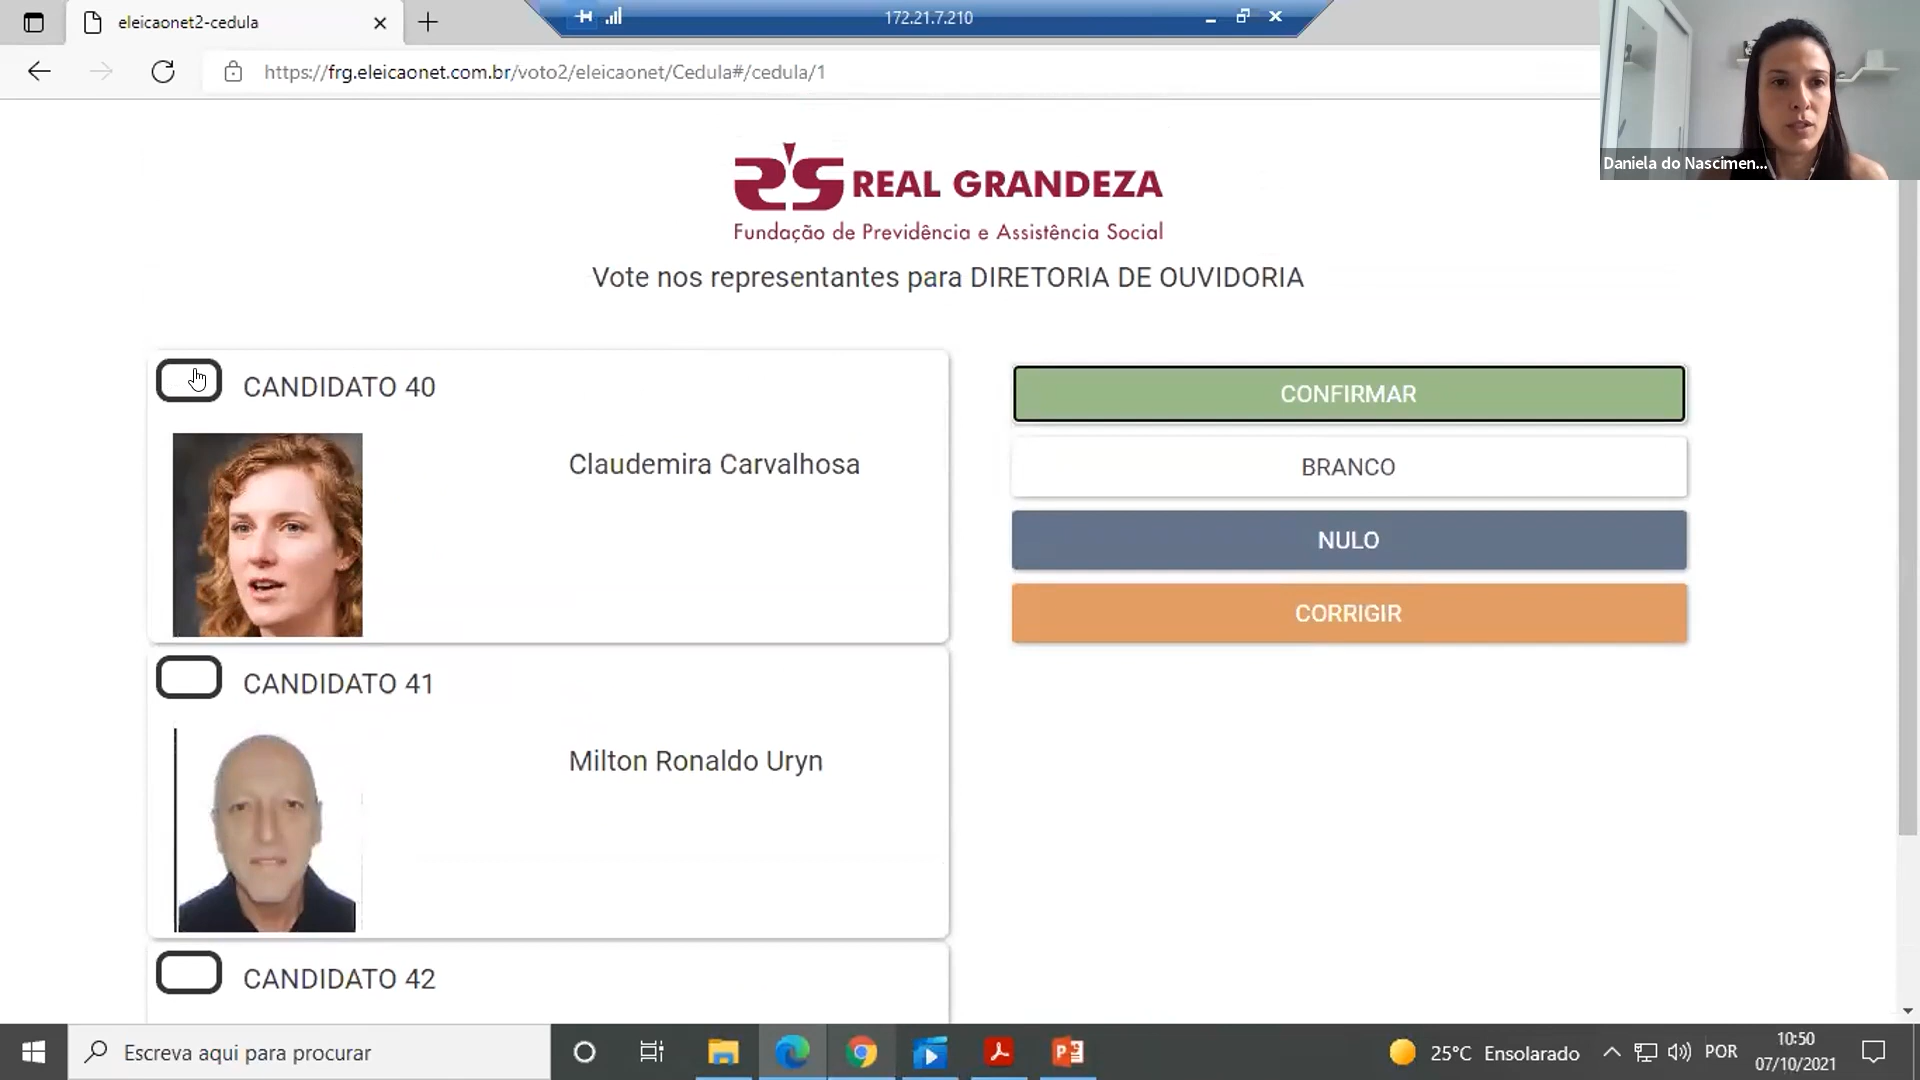 eleicaonet2-cedula
172.21.7.210
https://frg.eleicaonet.com.br/voto2/eleicaonet/Cedula#/cedula/1
Daniela do Nascimen...
REAL GRANDEZA
Fundação de Previdência e Assistência Social
Vote nos representantes para DIRETORIA DE OUVIDORIA
CANDIDATO 40
Claudemira Carvalhosa
CANDIDATO 41
Milton Ronaldo Uryn
CANDIDATO 42
CONFIRMAR
BRANCO
NULO
CORRIGIR
Escreva aqui para procurar
25°C Ensolarado
POR
10:50
07/10/2021